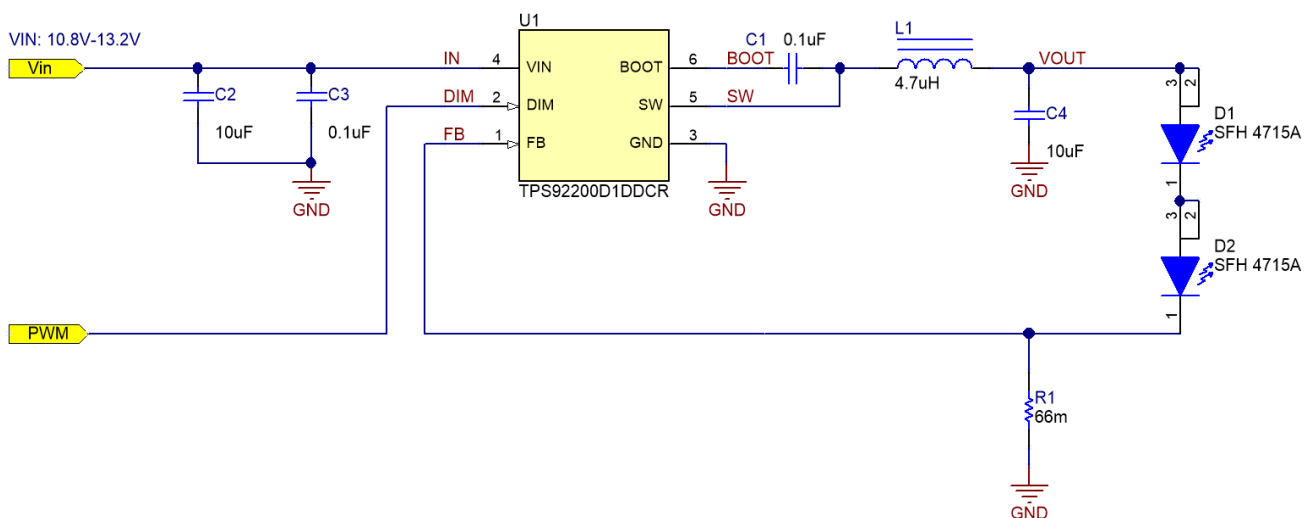 VIN: 10.8V-13.2V
Vin
C2
10uF
C3
0.1uF
GND
IN
DIM
FB
4
2
1
U1
VIN
DIM
FB
BOOT
SW
GND
TPS92200D1DDCR
6
5
3
BOOT
SW
GND
C1
0.1uF
L1
4.7uH
VOUT
C4
10uF
GND
3
2
D1
SFH 4715A
1
3
2
D2
SFH 4715A
1
PWM
R1
66m
GND